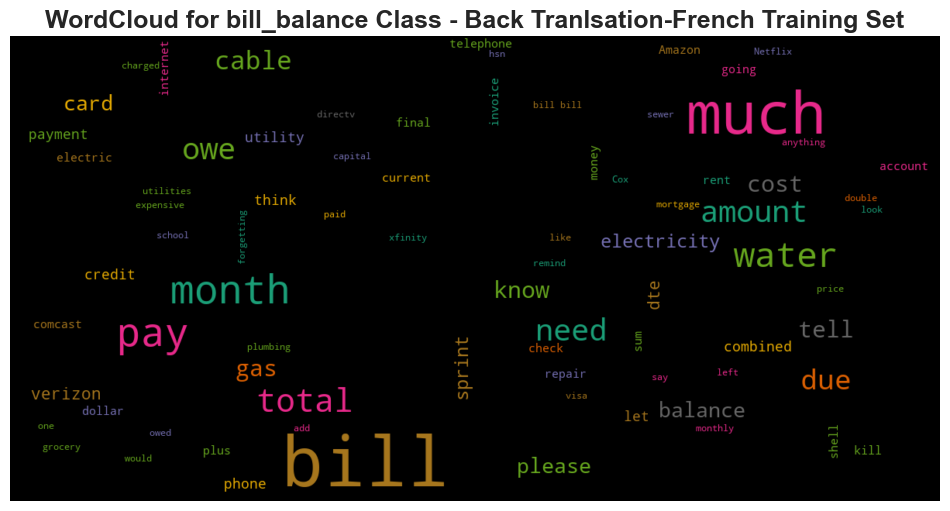 WordCloud for bill_balance Class - Back Tranlsation-French Training Set
telephone
internet
cable
hsn
Amazon
Netflix
charged
going
card
directv
invoice
bill bill
sewer
much
payment
final
owe
utility
anything
electric
capital
money
account
current
Cox
rent
cost
utilities
expensive
think
paid
mortgage
double
amount
look
school
forgetting
xfinity
like
electricity
water
remind
credit
month
know
dte
price
comcast
pay
need
sum
tell
plumbing
check
combined
gas
sprint
repair
say
left
due
verizon
total
visa
dollar
let
balance
one
owed
add
monthly
shell
grocery
would
plus
bill
please
kill
phone